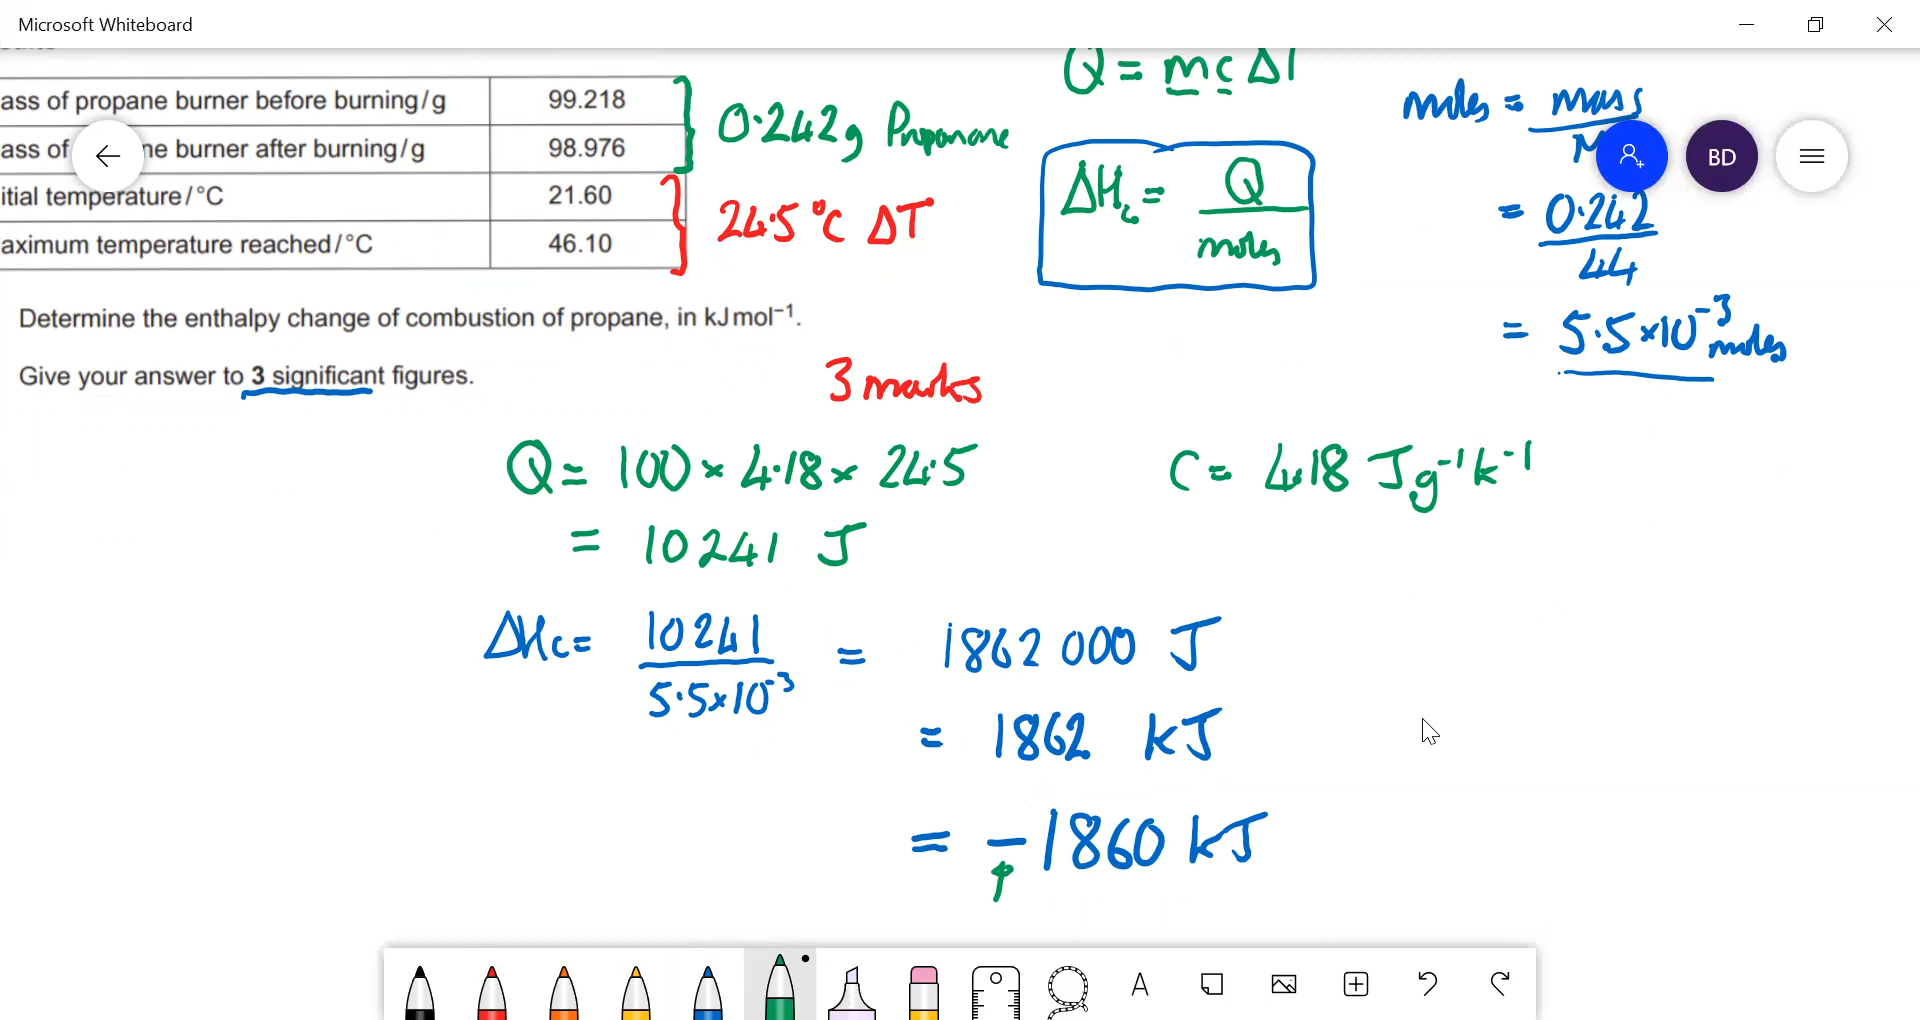 Microsoft Whiteboard
ass of propane burner before burning/g 99.218
ass of ne burner after burning/g 98.976
itial temperature/°C 21.60
aximum temperature reached/°C 46.10
0.242g
24.5 °C ΔT
Q = mcΔT
ΔHc = Q
moles
moles = mass
M
= 0.242
44
= 5.5×10⁻³ moles
BD
Determine the enthalpy change of combustion of propane, in kJ mol⁻¹.
Give your answer to 3 significant figures.
3 marks
Q = 100 × 4.18 × 24.5
= 10241 J
C = 4.18 Jg⁻¹k⁻¹
ΔHc = 10241
5.5×10⁻³
= 1862 000 J
= 1862 kJ
= -1860 kJ
A